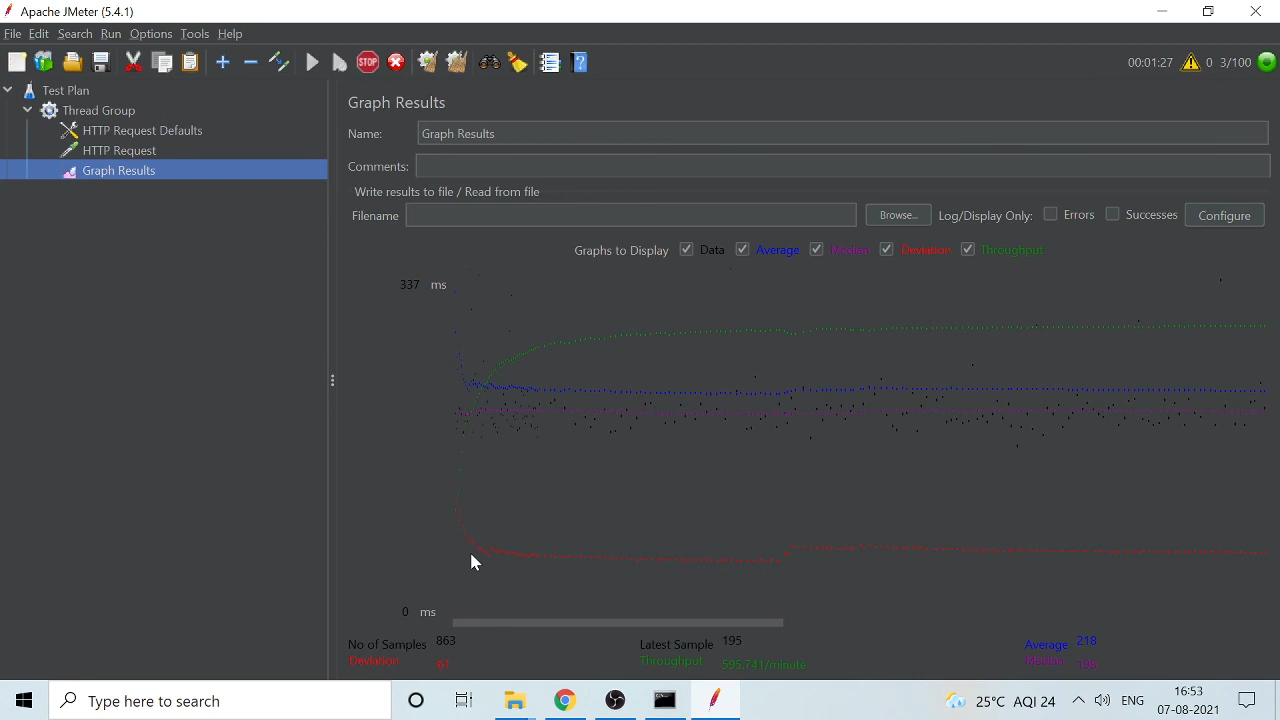 Apache JMeter (5.4.1)
File Edit Search Run Options Tools Help
STOP
00:01:27 0 3/100
Test Plan
Thread Group
HTTP Request Defaults
HTTP Request
Graph Results
Graph Results
Name: Graph Results
Comments:
Write results to file / Read from file
Filename Browse... Log/Display Only: Errors Successes Configure
Graphs to Display Data Average Median Deviation Throughput
337 ms
0 ms
No of Samples 863 Latest Sample 195 Average 218
Deviation 61 Throughput 595.741/minute Median
Type here to search
25°C AQI 24 ENG
16:53
07-08-2021